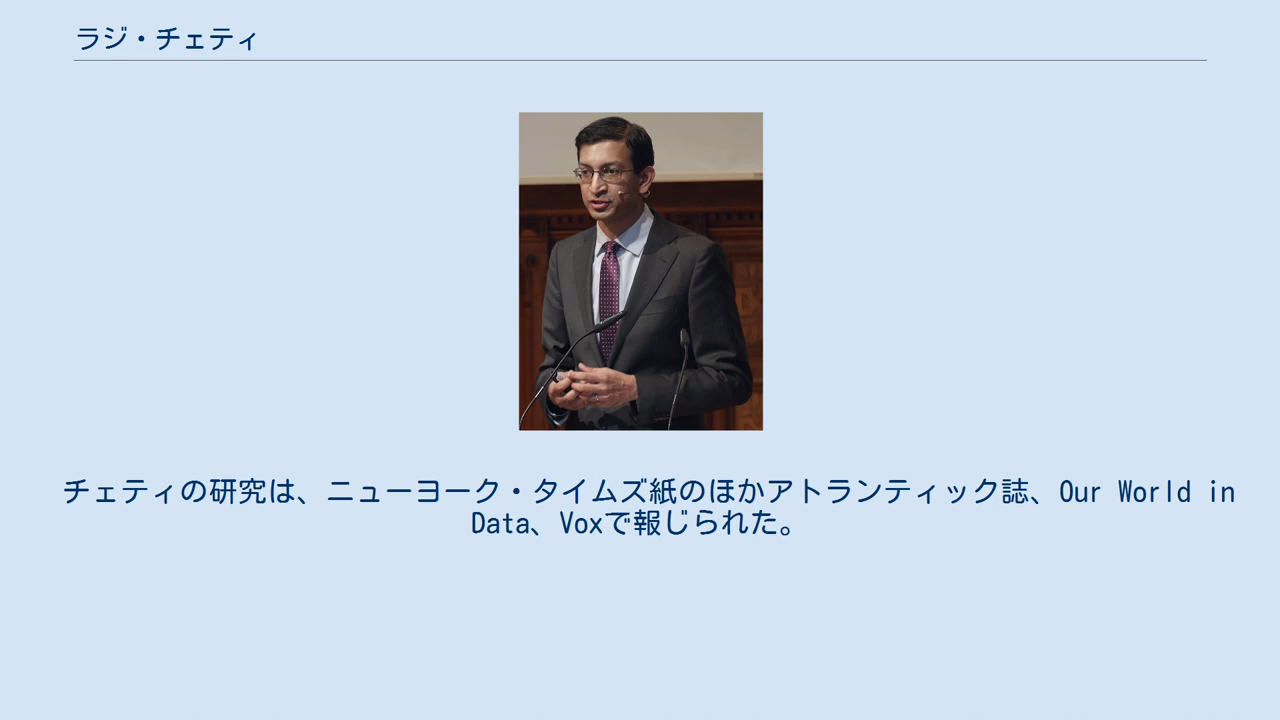 ラジ・チェティ
チェティの研究は、ニューヨーク・タイムズ紙のほかアトランティック誌、Our World in
Data、Voxで報じられた。